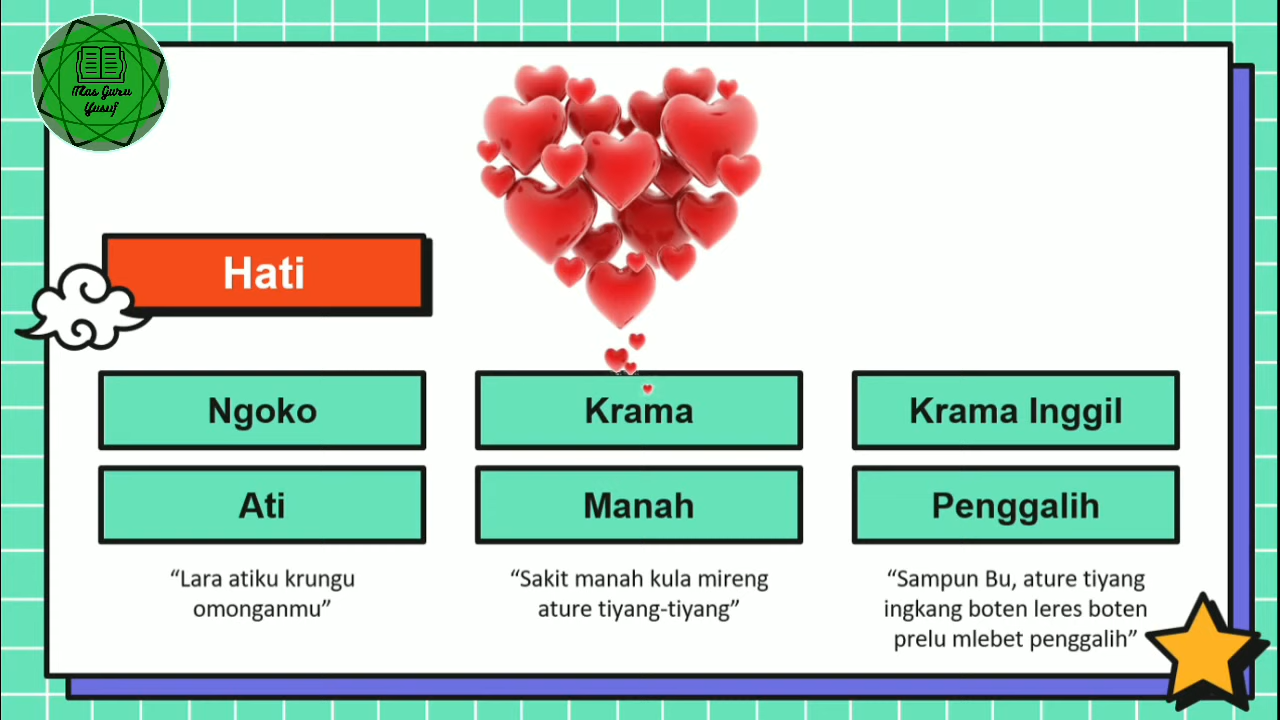 Mas Guru
Yusuf
Hati
Ngoko
Krama
Krama Inggil
Ati
Manah
Penggalih
“Lara atiku krungu
omonganmu”
“Sakit manah kula mireng
ature tiyang-tiyang”
“Sampun Bu, ature tiyang
ingkang boten leres boten
prelu mlebet penggalih”